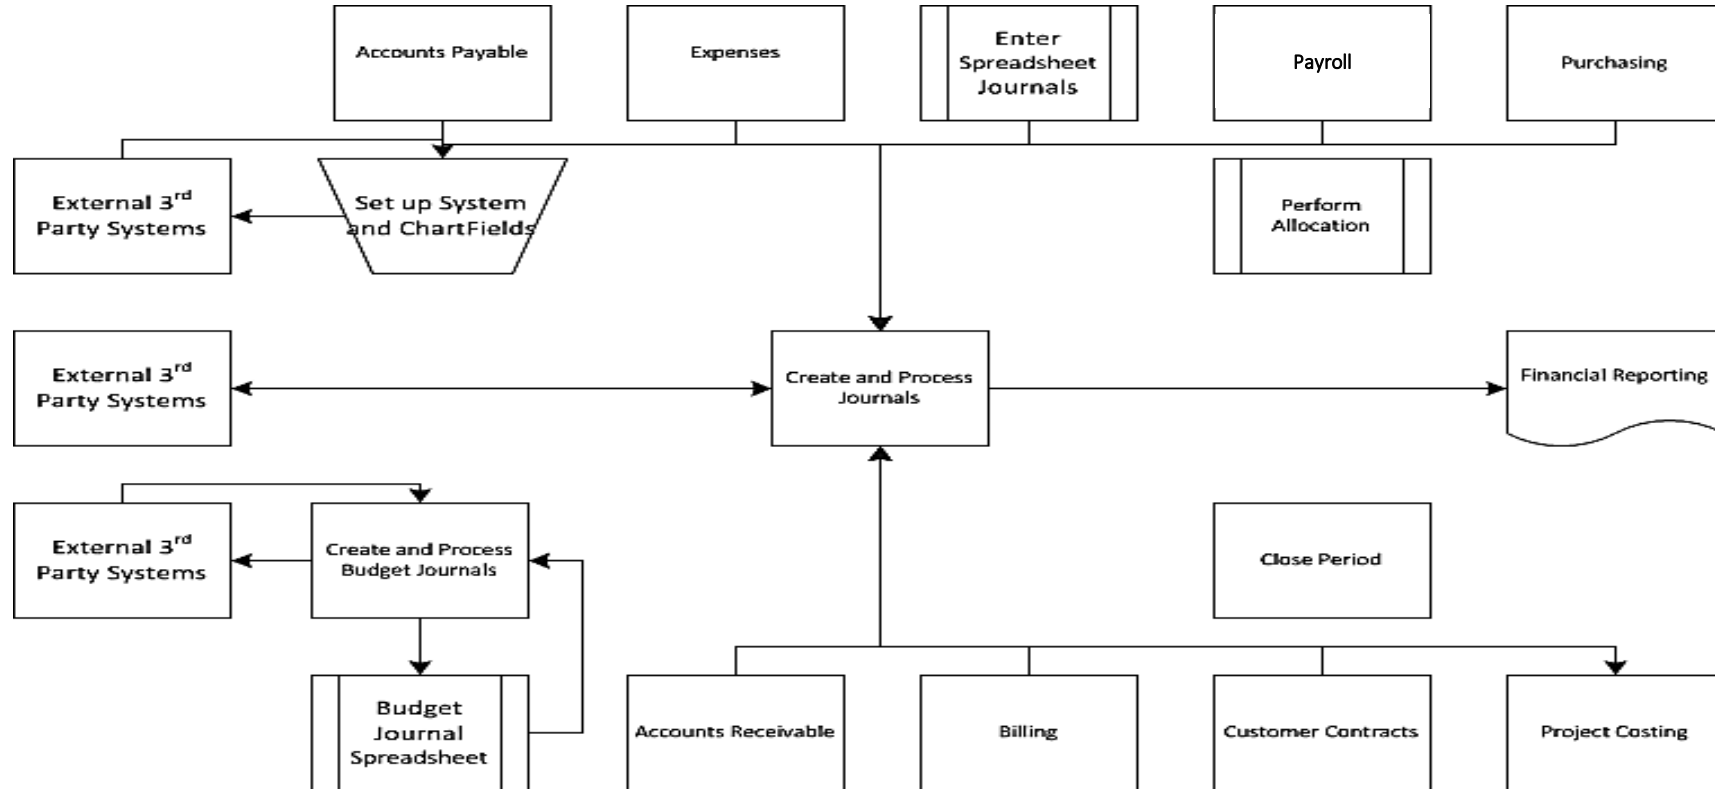 Accounts Payable
Expenses
Enter
Spreadsheet
Journals
Payroll
Purchasing
External 3rd
Party Systems
Set up System
and ChartFields
Perform
Allocation
External 3rd
Party Systems
Create and Process
Journals
Financial Reporting
External 3rd
Party Systems
Create and Process
Budget Journals
Close Period
Budget
Journal
Spreadsheet
Accounts Receivable
Billing
Customer Contracts
Project Costing